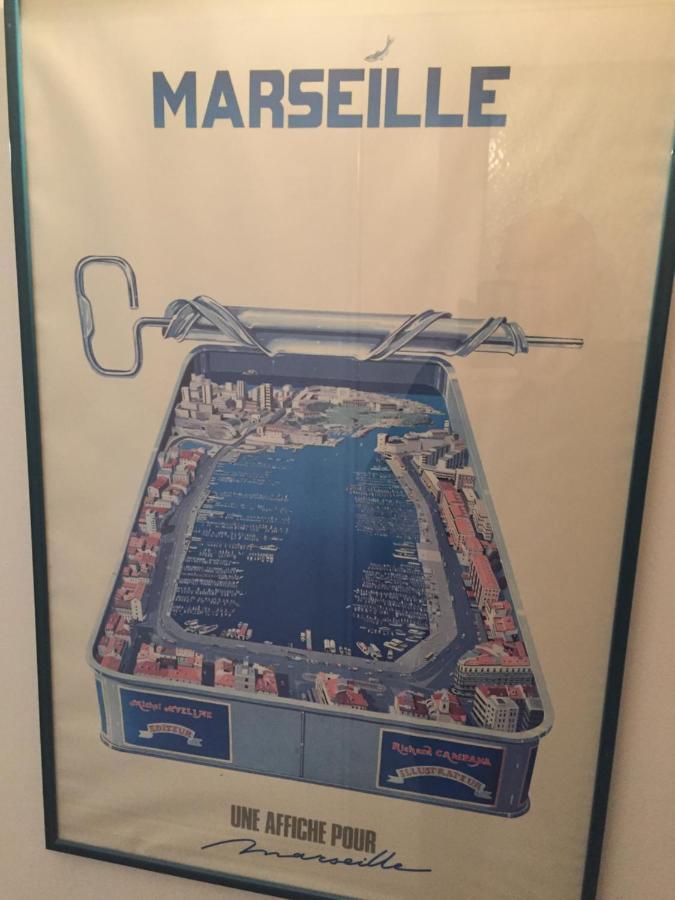 MARSEILLE
Michel AVELINE
EDITEUR
Richard CAMPANA
ILLUSTRATEUR
UNE AFFICHE POUR
marseille